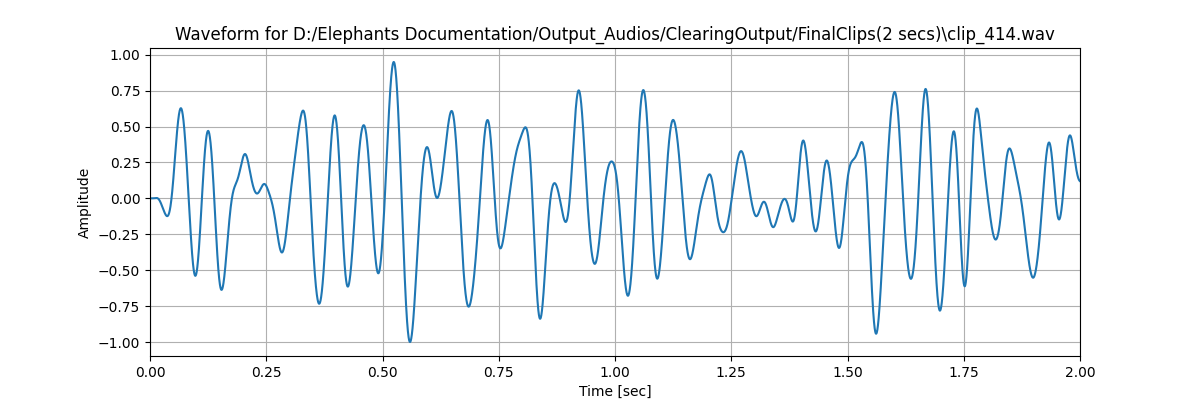 Waveform for D:/Elephants Documentation/Output_Audios/ClearingOutput/FinalClips(2 secs)\clip_414.wav
1.00
0.75
0.50
0.25
0.00
−0.25
−0.50
−0.75
−1.00
Amplitude
0.00 0.25 0.50 0.75 1.00 1.25 1.50 1.75 2.00
Time [sec]